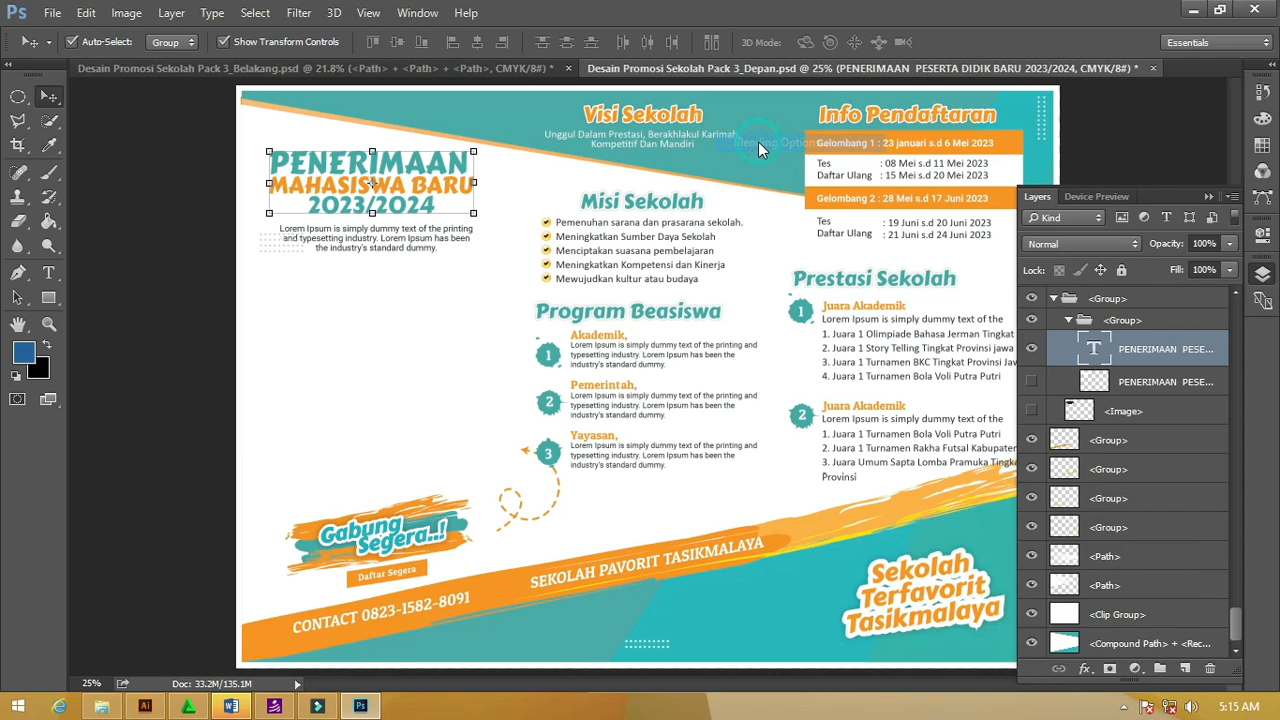 Ps File Edit Image Layer Type Select Filter 3D View Window Help
Auto-Select: Group Show Transform Controls 3D Mode: Essentials
Desain Promosi Sekolah Pack 3_Belakang.psd @ 21.8% (<Path> + <Path> + <Path>, CMYK/8#) * ×
Desain Promosi Sekolah Pack 3_Depan.psd @ 25% (PENERIMAAN PESERTA DIDIK BARU 2023/2024, CMYK/8#) * ×
PENERIMAAN
MAHASISWA BARU
2023/2024
Lorem Ipsum is simply dummy text of the printing
and typesetting industry. Lorem Ipsum has been
the industry's standard dummy.
Gabung
Segera..!
Daftar Segera
CONTACT 0823-1582-8091
Visi Sekolah
Unggul Dalam Prestasi, Berakhlakul Karimah,
Kompetitif Dan Mandiri
Misi Sekolah
Pemenuhan sarana dan prasarana sekolah.
Meningkatkan Sumber Daya Sekolah
Menciptakan suasana pembelajaran
Meningkatkan Kompetensi dan Kinerja
Mewujudkan kultur atau budaya
Program Beasiswa
1
Akademik,
Lorem Ipsum is simply dummy text of the printing and
typesetting industry. Lorem Ipsum has been the
industry's standard dummy.
2
Pemerintah,
Lorem Ipsum is simply dummy text of the printing and
typesetting industry. Lorem Ipsum has been the
industry's standard dummy.
3
Yayasan,
Lorem Ipsum is simply dummy text of the printing and
typesetting industry. Lorem Ipsum has been the
industry's standard dummy.
SEKOLAH PAVORIT TASIKMALAYA
Blending Options
Info Pendaftaran
Gelombang 1 : 23 januari s.d 6 Mei 2023
Tes : 08 Mei s.d 11 Mei 2023
Daftar Ulang : 15 Mei s.d 20 Mei 2023
Gelombang 2 : 28 Mei s.d 17 Juni 2023
Tes : 19 Juni s.d 20 Juni 2023
Daftar Ulang : 21 Juni s.d 24 Juni 2023
Prestasi Sekolah
1
Juara Akademik
Lorem Ipsum is simply dummy text of the
1. Juara 1 Olimpiade Bahasa Jerman Tingkat
2. Juara 1 Story Telling Tingkat Provinsi jawa
3. Juara 1 Turnamen BKC Tingkat Provinsi Jav
4. Juara 1 Turnamen Bola Voli Putra Putri
2
Juara Akademik
Lorem Ipsum is simply dummy text of the
1. Juara 1 Turnamen Bola Voli Putra Putri
2. Juara 1 Turnamen Rakha Futsal Kabupater
3. Juara Umum Sapta Lomba Pramuka Tingka
Provinsi
Sekolah
Terfavorit
Tasikmalaya
Layers Device Preview
Kind
Normal Opacity: 100%
Lock: Fill: 100%
<Group>
<Group>
T PENERIMAAN PESE...
PENERIMAAN PESE...
<Image>
<Group>
<Group>
<Group>
<Group>
<Path>
<Path>
<Clip Group>
<Compound Path> + <Rec...
25% Doc: 33.2M/135.1M
5:15 AM